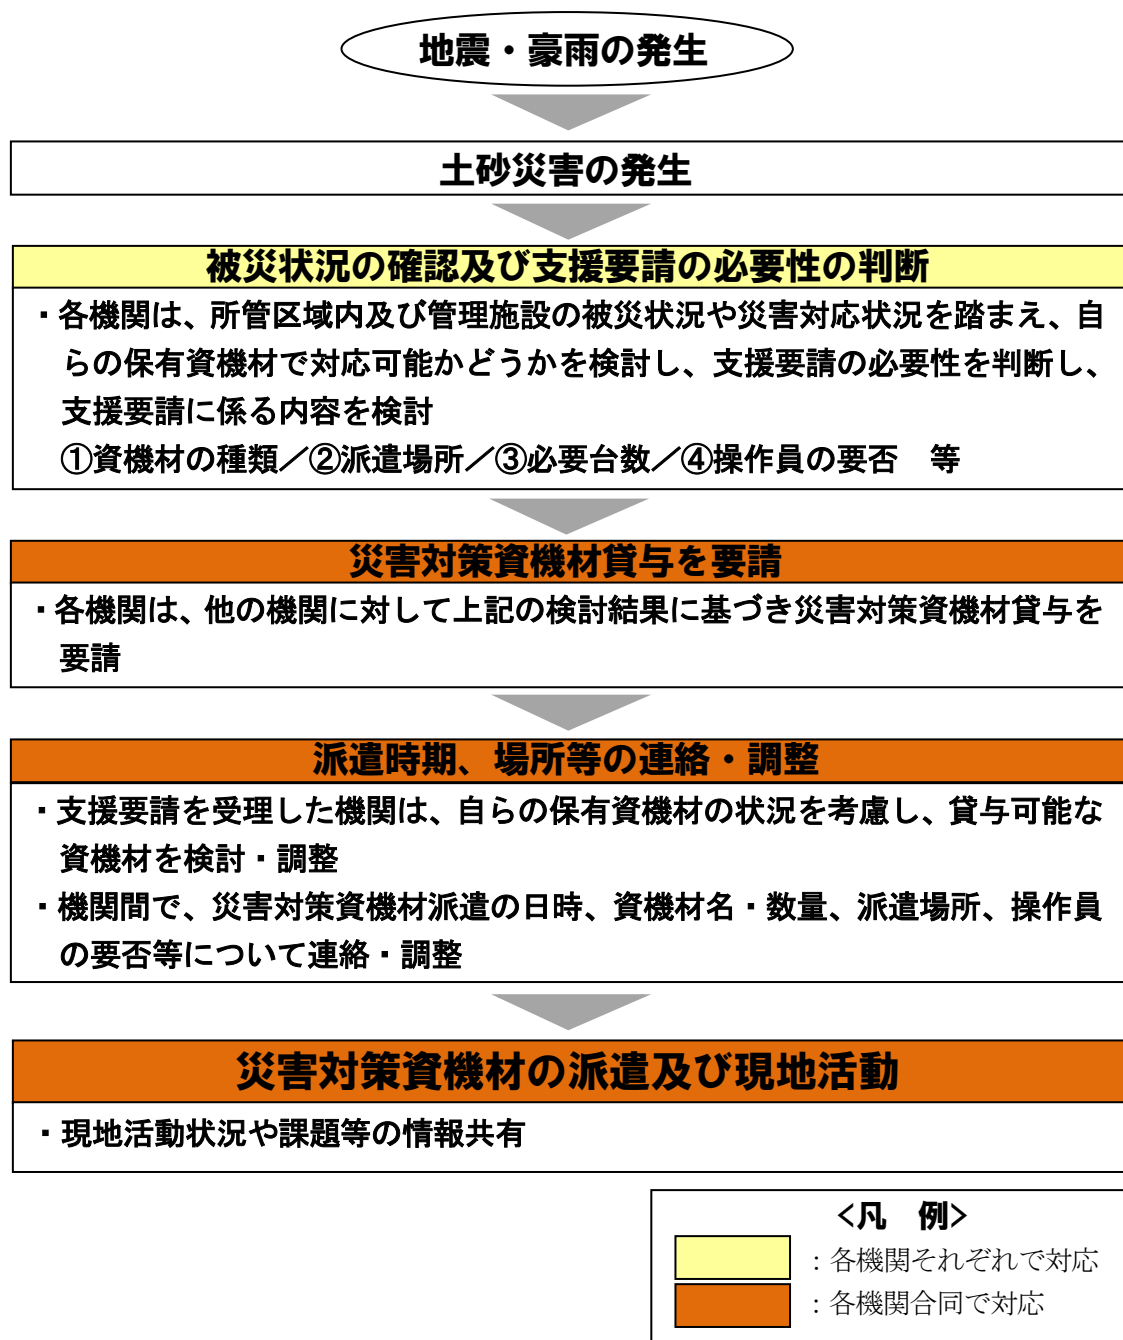 地震・豪雨の発生
土砂災害の発生
被災状況の確認及び支援要請の必要性の判断
・各機関は、所管区域内及び管理施設の被災状況や災害対応状況を踏まえ、自
らの保有資機材で対応可能かどうかを検討し、支援要請の必要性を判断し、
支援要請に係る内容を検討
①資機材の種類／②派遣場所／③必要台数／④操作員の要否　等
災害対策資機材貸与を要請
・各機関は、他の機関に対して上記の検討結果に基づき災害対策資機材貸与を
要請
派遣時期、場所等の連絡・調整
・支援要請を受理した機関は、自らの保有資機材の状況を考慮し、貸与可能な
資機材を検討・調整
・機関間で、災害対策資機材派遣の日時、資機材名・数量、派遣場所、操作員
の要否等について連絡・調整
災害対策資機材の派遣及び現地活動
・現地活動状況や課題等の情報共有
<凡　例>
：各機関それぞれで対応
：各機関合同で対応